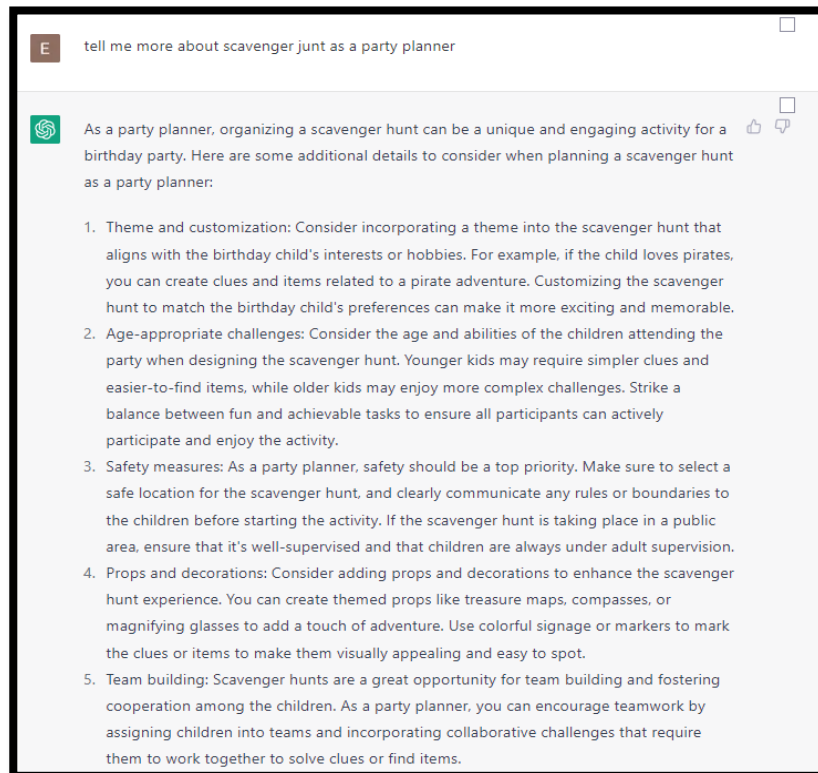 E
tell me more about scavenger junt as a party planner
As a party planner, organizing a scavenger hunt can be a unique and engaging activity for a
birthday party. Here are some additional details to consider when planning a scavenger hunt
as a party planner:
1. Theme and customization: Consider incorporating a theme into the scavenger hunt that
aligns with the birthday child's interests or hobbies. For example, if the child loves pirates,
you can create clues and items related to a pirate adventure. Customizing the scavenger
hunt to match the birthday child's preferences can make it more exciting and memorable.
2. Age-appropriate challenges: Consider the age and abilities of the children attending the
party when designing the scavenger hunt. Younger kids may require simpler clues and
easier-to-find items, while older kids may enjoy more complex challenges. Strike a
balance between fun and achievable tasks to ensure all participants can actively
participate and enjoy the activity.
3. Safety measures: As a party planner, safety should be a top priority. Make sure to select a
safe location for the scavenger hunt, and clearly communicate any rules or boundaries to
the children before starting the activity. If the scavenger hunt is taking place in a public
area, ensure that it's well-supervised and that children are always under adult supervision.
4. Props and decorations: Consider adding props and decorations to enhance the scavenger
hunt experience. You can create themed props like treasure maps, compasses, or
magnifying glasses to add a touch of adventure. Use colorful signage or markers to mark
the clues or items to make them visually appealing and easy to spot.
5. Team building: Scavenger hunts are a great opportunity for team building and fostering
cooperation among the children. As a party planner, you can encourage teamwork by
assigning children into teams and incorporating collaborative challenges that require
them to work together to solve clues or find items.